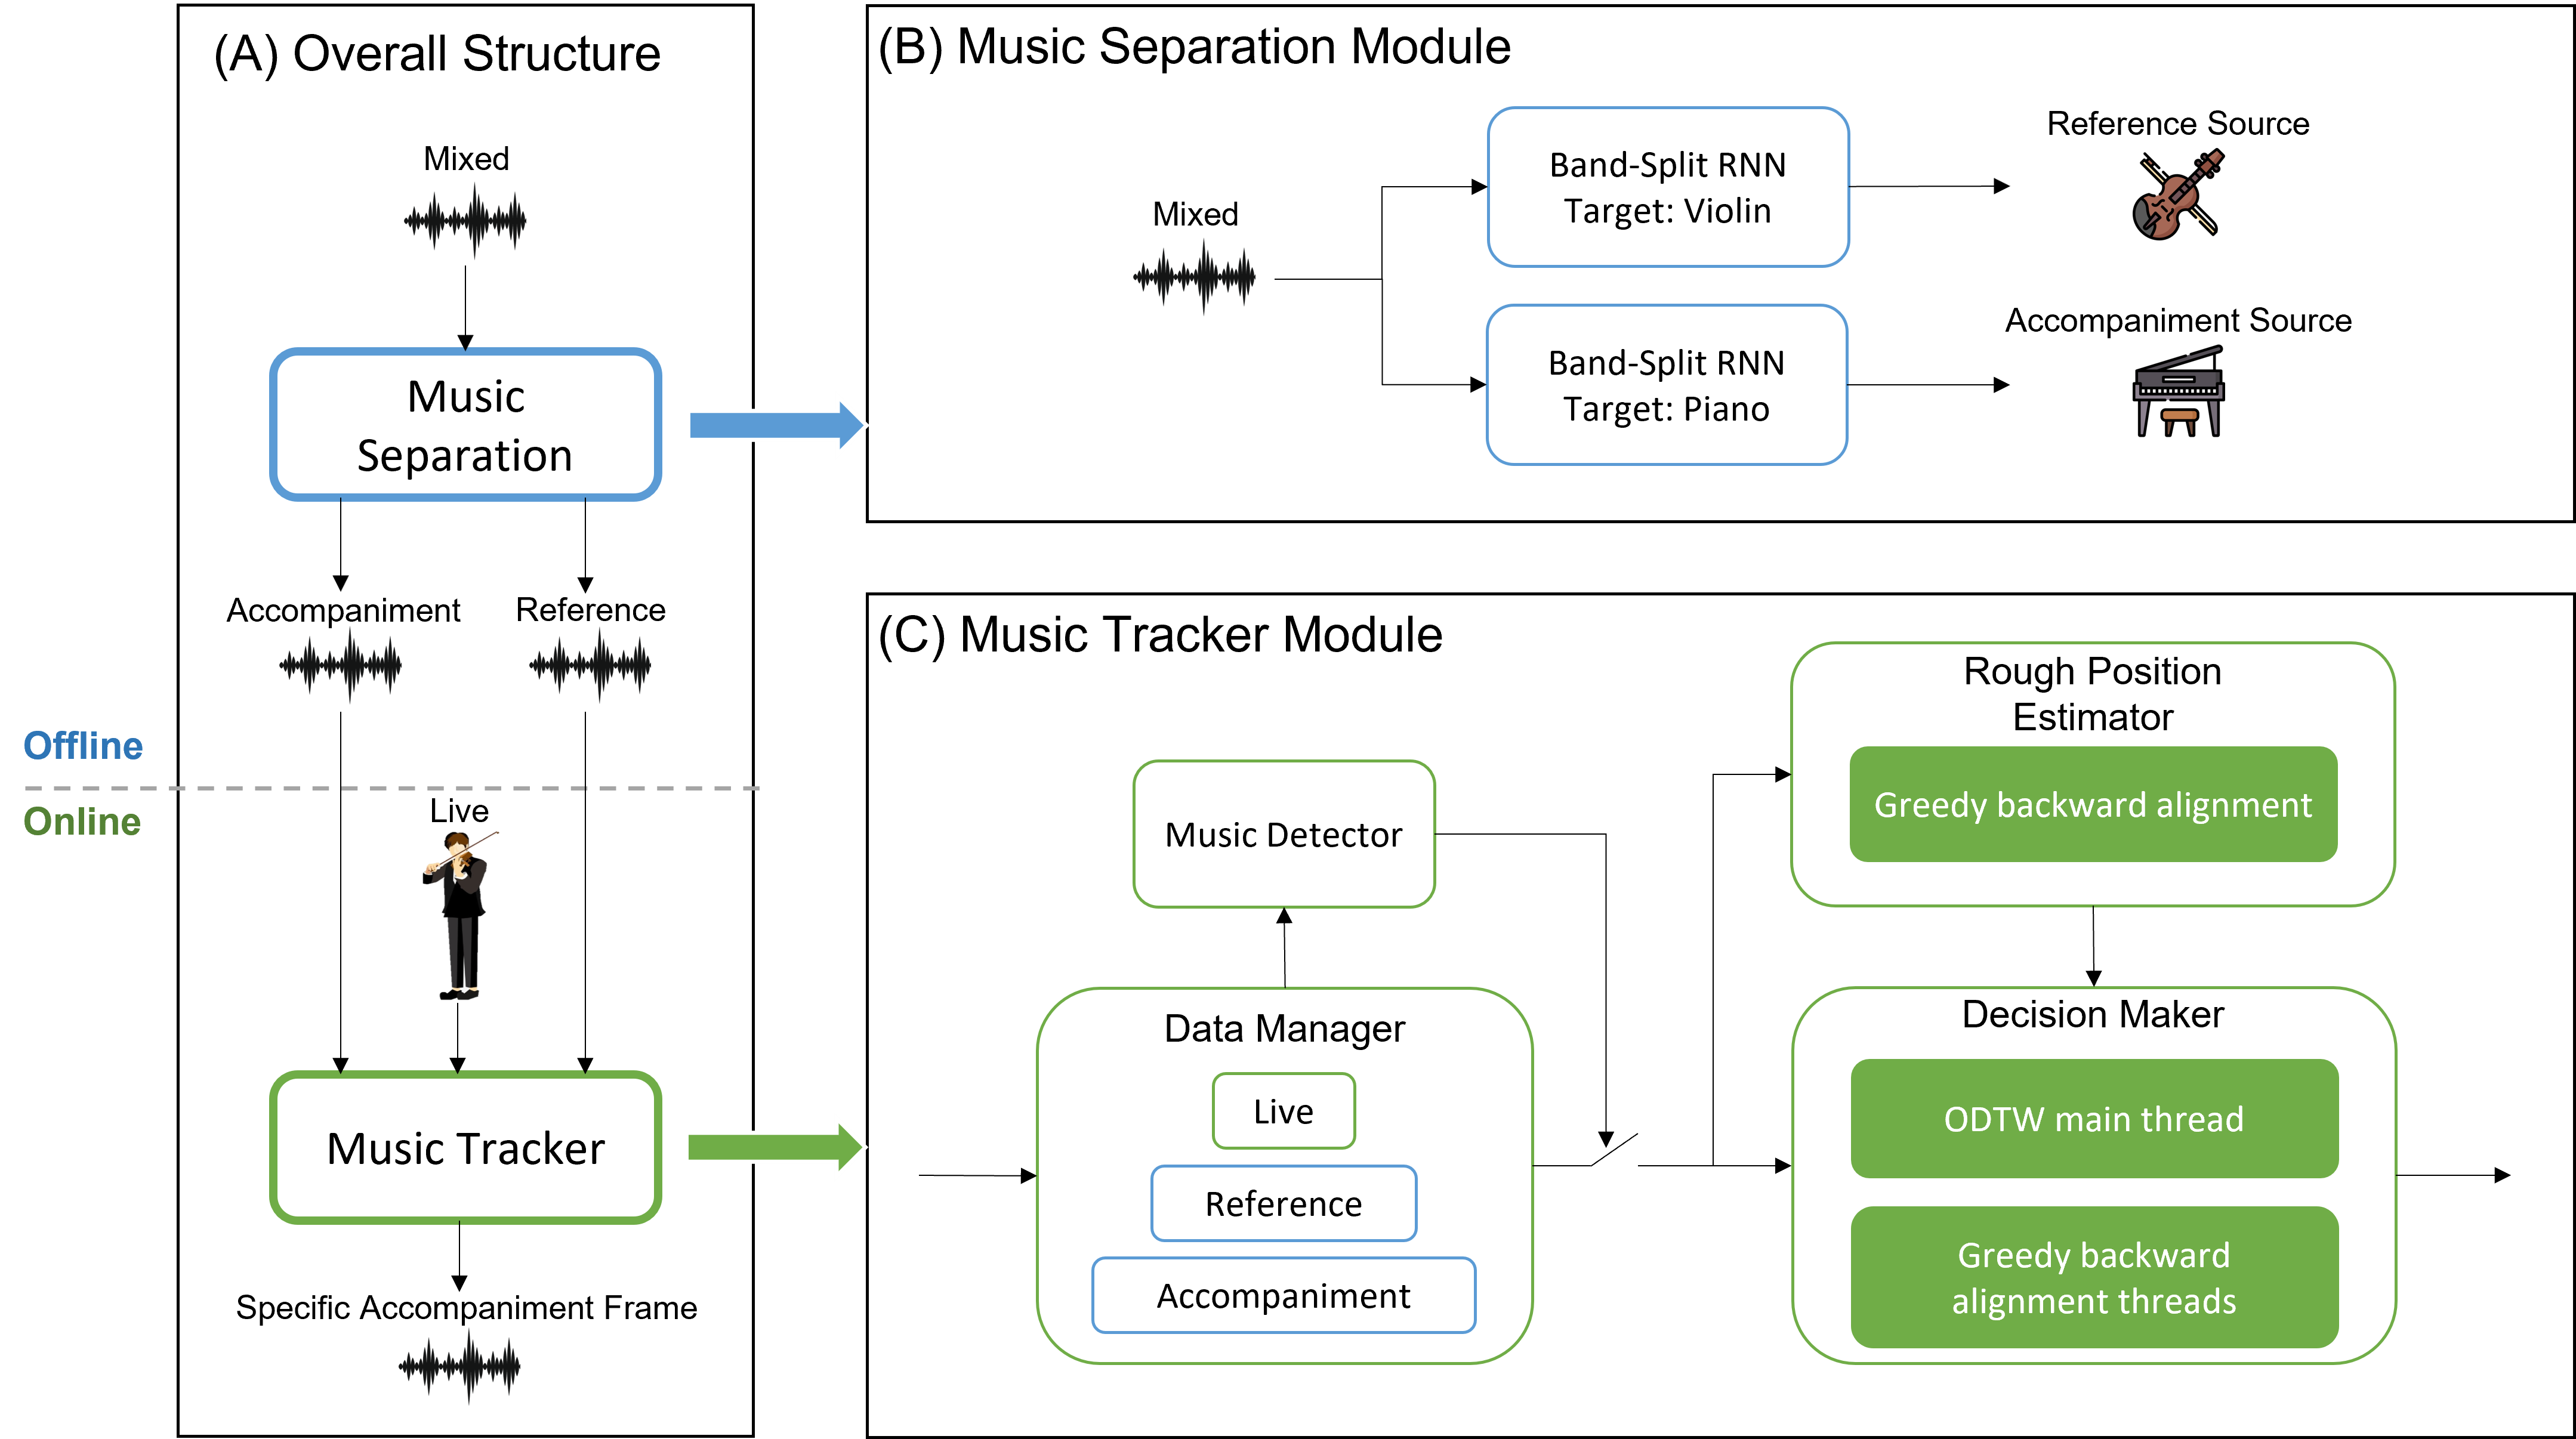 (A) Overall Structure
Mixed
Music
Separation
Accompaniment
Reference
Offline
Online
Live
Music Tracker
Specific Accompaniment Frame
(B) Music Separation Module
Mixed
Band-Split RNN
Target: Violin
Reference Source
Band-Split RNN
Target: Piano
Accompaniment Source
(C) Music Tracker Module
Music Detector
Data Manager
Live
Reference
Accompaniment
Rough Position
Estimator
Greedy backward alignment
Decision Maker
ODTW main thread
Greedy backward
alignment threads